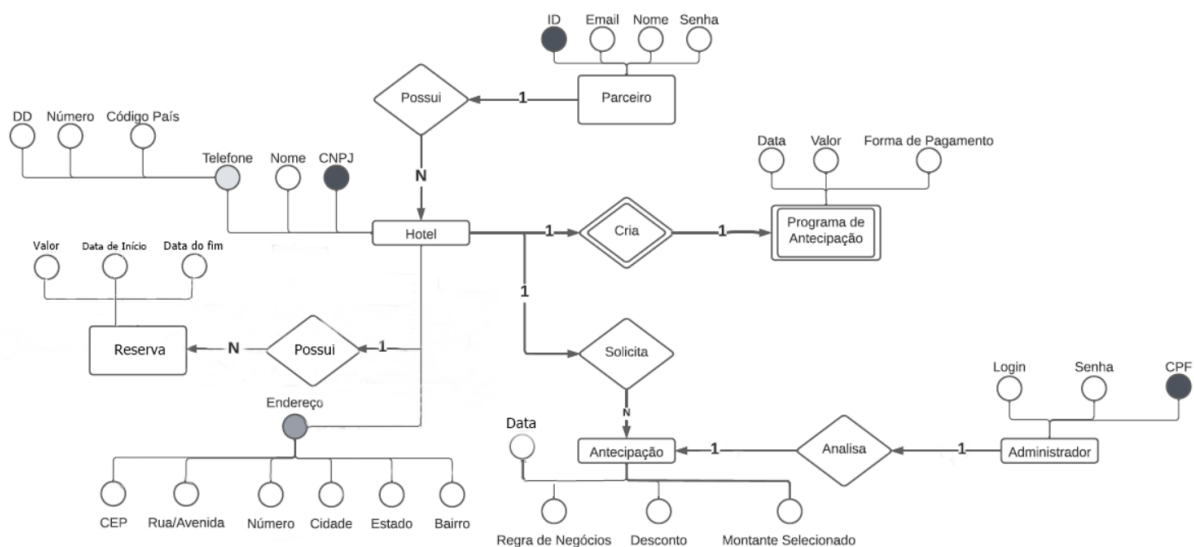 ID
Email
Nome
Senha
Possui
1
Parceiro
DD
Número
Código País
Data
Valor
Forma de Pagamento
Telefone
Nome
CNPJ
N
Hotel
1
Cria
1
Programa de
Antecipação
Valor
Data de Início
Data do fim
1
Reserva
N
Possui
1
Solicita
Login
Senha
CPF
Endereço
N
Data
Antecipação
1
Analisa
1
Administrador
CEP
Rua/Avenida
Número
Cidade
Estado
Bairro
Regra de Negócios
Desconto
Montante Selecionado